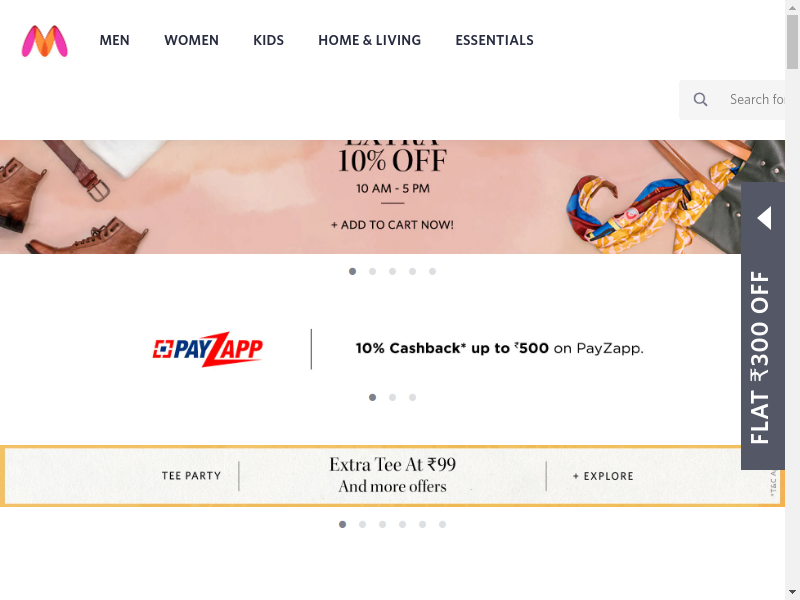 MEN
WOMEN
KIDS
HOME & LIVING
ESSENTIALS
Search fo
EXTRA
10% OFF
10 AM - 5 PM
+ ADD TO CART NOW!
FLAT ₹300 OFF
PAYZAPP
10% Cashback* up to ₹500 on PayZapp.
TEE PARTY
Extra Tee At ₹99
And more offers
+ EXPLORE
*T&C A